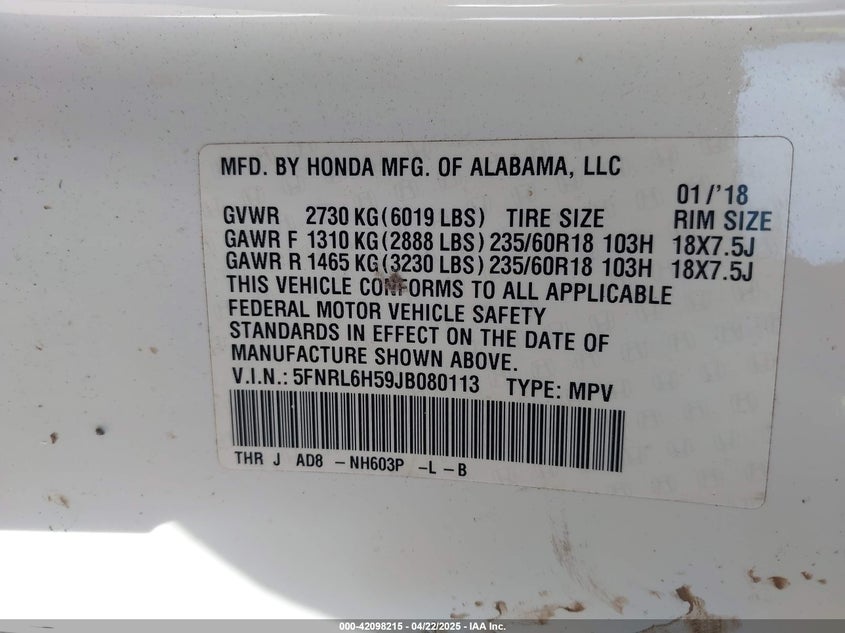 MFD. BY HONDA MFG. OF ALABAMA, LLC
01/'18
GVWR 2730 KG(6019 LBS) TIRE SIZE RIM SIZE
GAWR F 1310 KG(2888 LBS) 235/60R18 103H 18X7.5J
GAWR R 1465 KG(3230 LBS) 235/60R18 103H 18X7.5J
THIS VEHICLE CONFORMS TO ALL APPLICABLE
FEDERAL MOTOR VEHICLE SAFETY
STANDARDS IN EFFECT ON THE DATE OF
MANUFACTURE SHOWN ABOVE.
V.I.N.: 5FNRL6H59JB080113 TYPE: MPV
THR J AD8 -NH603P -L -B
000-42098215 - 04/22/2025 - IAA Inc.